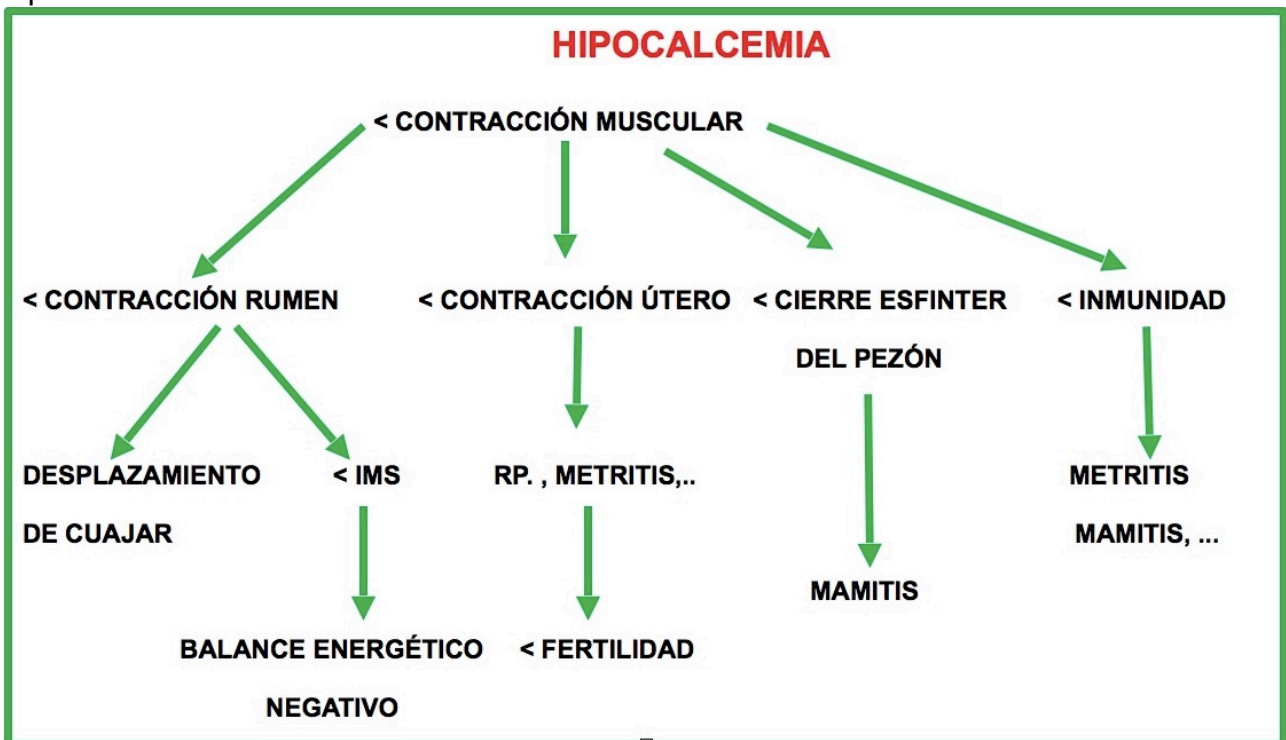 HIPOCALCEMIA
< CONTRACCIÓN MUSCULAR
< CONTRACCIÓN RUMEN
< CONTRACCIÓN ÚTERO
< CIERRE ESFINTER
DEL PEZÓN
< INMUNIDAD
DESPLAZAMIENTO
DE CUAJAR
< IMS
RP. , METRITIS,..
METRITIS
MAMITIS, ...
MAMITIS
BALANCE ENERGÉTICO
NEGATIVO
< FERTILIDAD